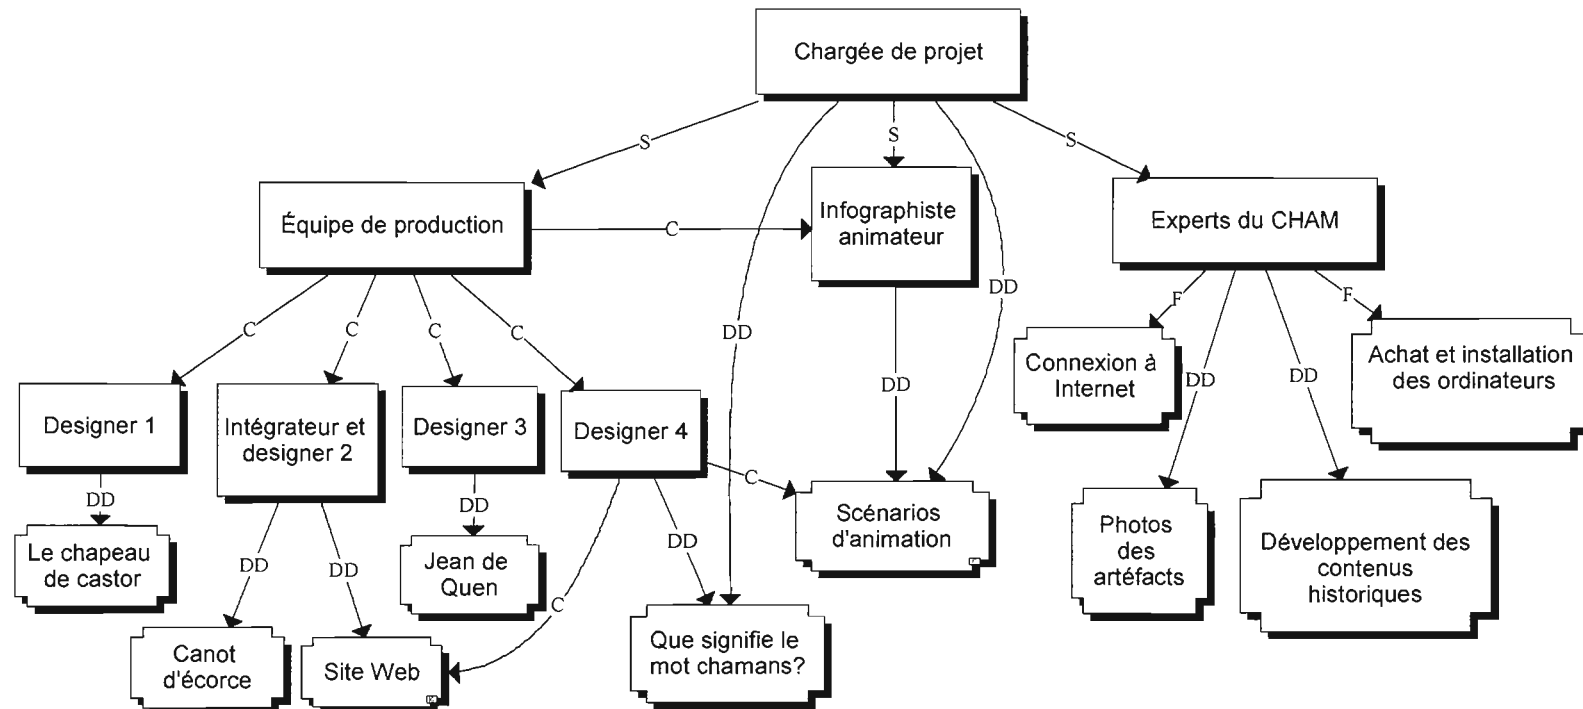 Chargée de projet
S
S
S
Équipe de production
C
Infographiste
animateur
Experts du CHAM
DD
DD
C
C
C
C
F
F
Connexion à
Internet
Achat et installation
des ordinateurs
DD
DD
DD
Designer 1
Intégrateur et
designer 2
Designer 3
Designer 4
C
DD
DD
DD
DD
DD
C
Le chapeau
de castor
Jean de
Quen
Scénarios
d'animation
Photos
des
artéfacts
Développement des
contenus
historiques
Canot
d'écorce
Site Web
Que signifie le
mot chamans?